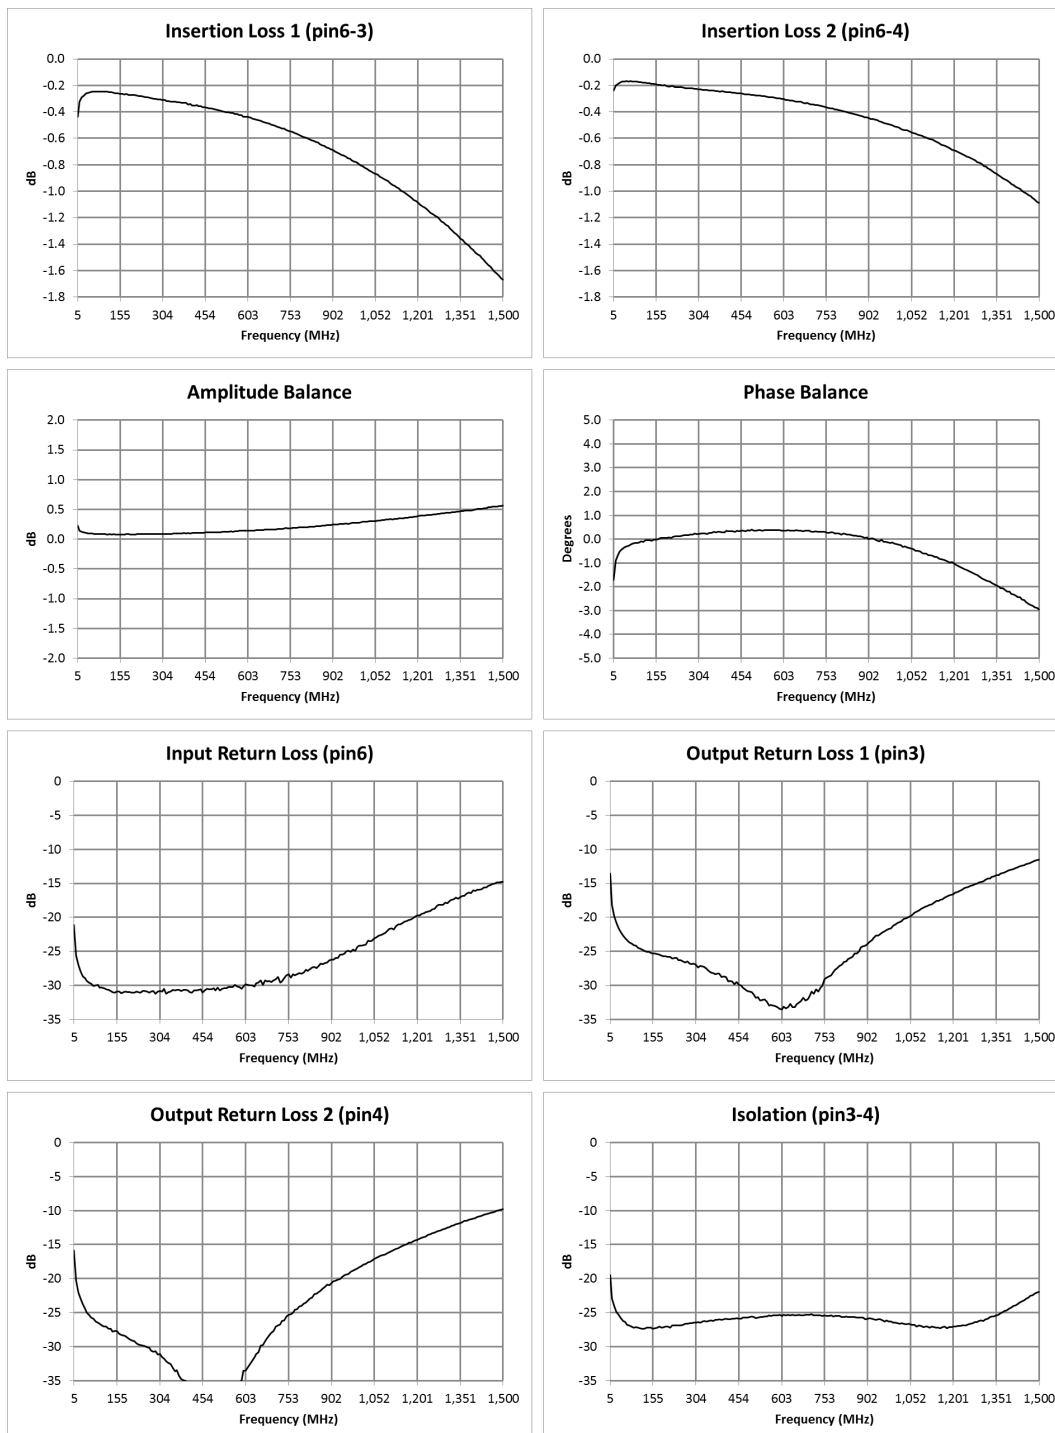 Insertion Loss 1 (pin6-3)
0.0
-0.2
-0.4
-0.6
-0.8
-1.0
-1.2
-1.4
-1.6
-1.8
dB
5 155 304 454 603 753 902 1,052 1,201 1,351 1,500
Frequency (MHz)
Insertion Loss 2 (pin6-4)
0.0
-0.2
-0.4
-0.6
-0.8
-1.0
-1.2
-1.4
-1.6
-1.8
dB
5 155 304 454 603 753 902 1,052 1,201 1,351 1,500
Frequency (MHz)
Amplitude Balance
2.0
1.5
1.0
0.5
0.0
-0.5
-1.0
-1.5
-2.0
dB
5 155 304 454 603 753 902 1,052 1,201 1,351 1,500
Frequency (MHz)
Phase Balance
5.0
4.0
3.0
2.0
1.0
0.0
-1.0
-2.0
-3.0
-4.0
-5.0
Degrees
5 155 304 454 603 753 902 1,052 1,201 1,351 1,500
Frequency (MHz)
Input Return Loss (pin6)
0
-5
-10
-15
-20
-25
-30
-35
dB
5 155 304 454 603 753 902 1,052 1,201 1,351 1,500
Frequency (MHz)
Output Return Loss 1 (pin3)
0
-5
-10
-15
-20
-25
-30
-35
dB
5 155 304 454 603 753 902 1,052 1,201 1,351 1,500
Frequency (MHz)
Output Return Loss 2 (pin4)
0
-5
-10
-15
-20
-25
-30
-35
dB
5 155 304 454 603 753 902 1,052 1,201 1,351 1,500
Frequency (MHz)
Isolation (pin3-4)
0
-5
-10
-15
-20
-25
-30
-35
dB
5 155 304 454 603 753 902 1,052 1,201 1,351 1,500
Frequency (MHz)